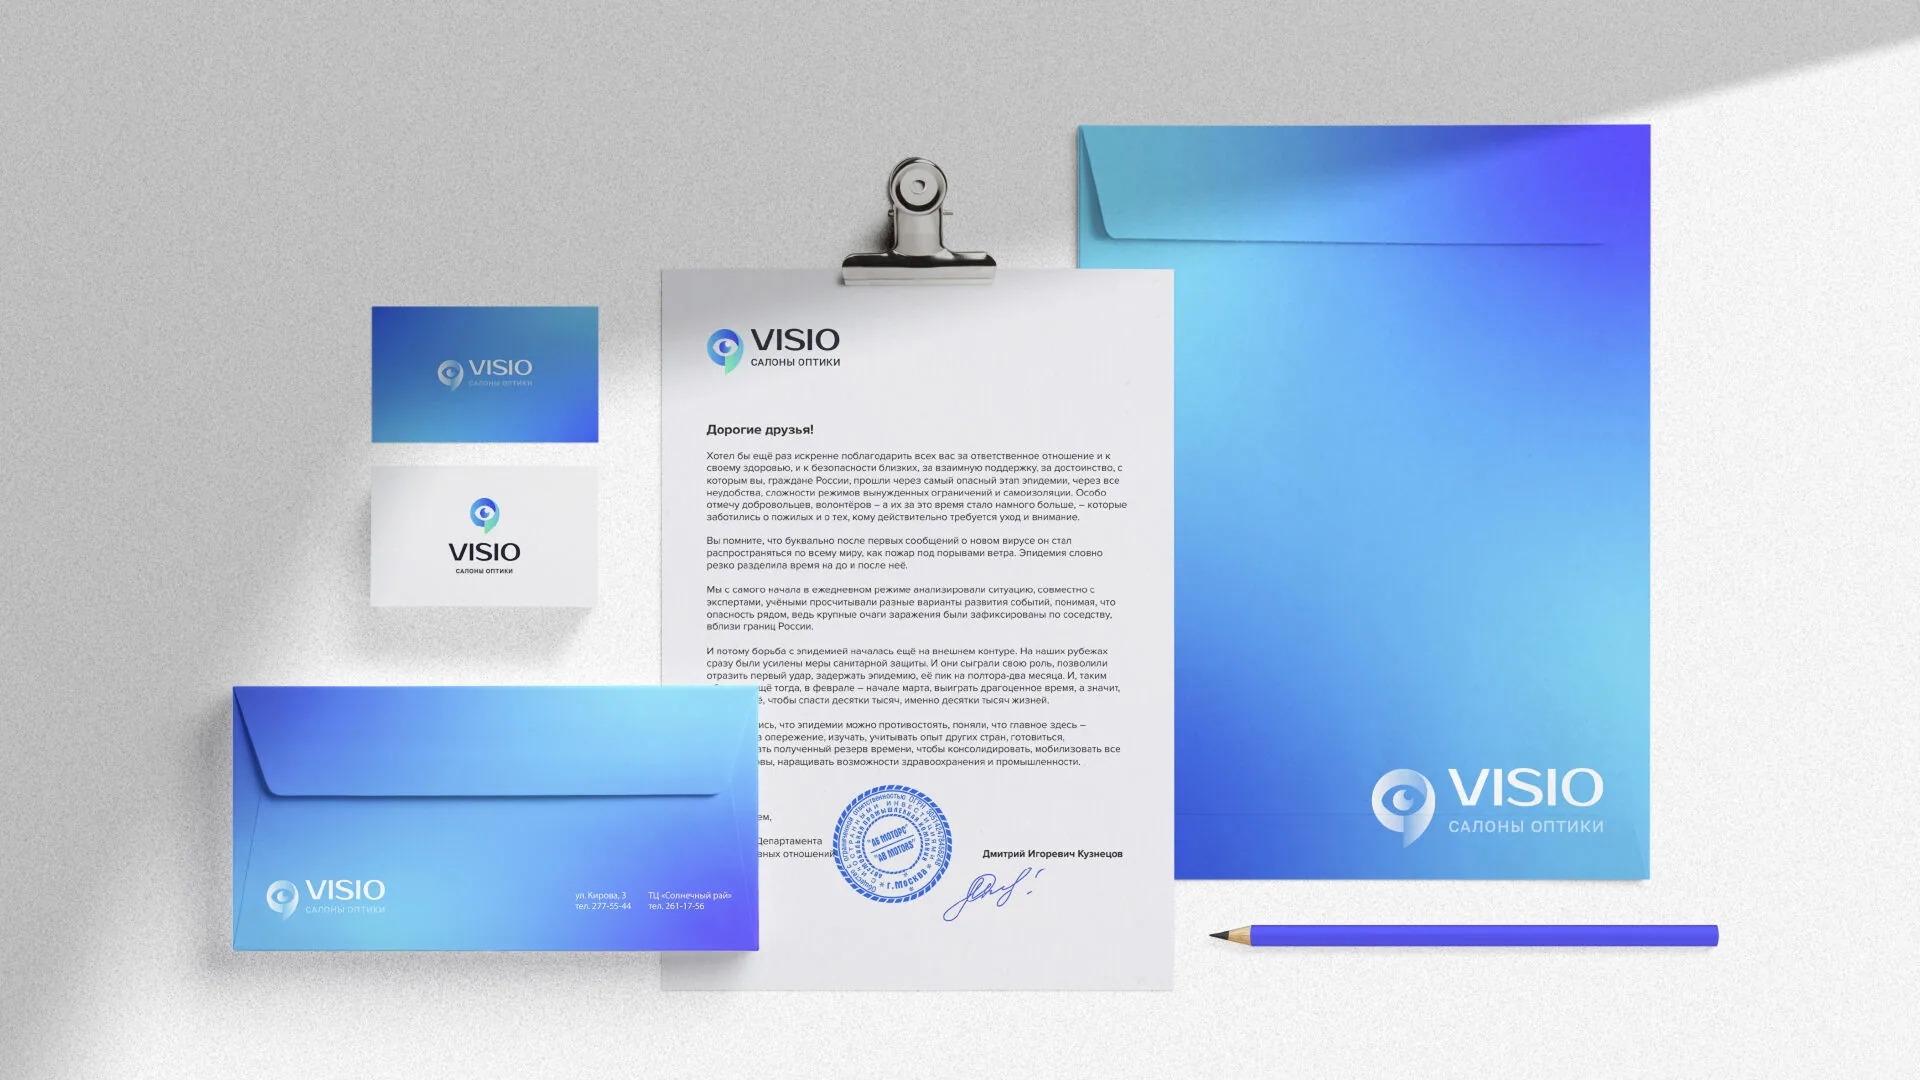 VISIO
САЛОНЫ ОПТИКИ
VISIO
САЛОНЫ ОПТИКИ
VISIO
САЛОНЫ ОПТИКИ
Дорогие друзья!
Хотел бы ещё раз искренне поблагодарить всех вас за ответственное отношение и к
своему здоровью, и к безопасности близких, за взаимную поддержку, за достоинство, с
которым вы, граждане России, прошли через самый опасный этап эпидемии, через все
неудобства, сложности режимов вынужденных ограничений и самоизоляции. Особо
отмечу добровольцев, волонтёров – а их за это время стало намного больше, – которые
заботились о пожилых и о тех, кому действительно требуется уход и внимание.
Вы помните, что буквально после первых сообщений о новом вирусе он стал
распространяться по всему миру, как пожар под порывами ветра. Эпидемия словно
резко разделила время на до и после неё.
Мы с самого начала в ежедневном режиме анализировали ситуацию, совместно с
экспертами, учёными просчитывали разные варианты развития событий, понимая, что
опасность рядом, ведь крупные очаги заражения были зафиксированы по соседству,
вблизи границ России.
И потому борьба с эпидемией началась ещё на внешнем контуре. На наших рубежах
сразу были усилены меры санитарной защиты. И они сыграли свою роль, позволили
отразить первый удар, задержать эпидемию, её пик на полтора-два месяца. И, таким
щё тогда, в феврале – начале марта, выиграть драгоценное время, а значит,
ё, чтобы спасти десятки тысяч, именно десятки тысяч жизней.
ись, что эпидемии можно противостоять, поняли, что главное здесь –
а опережение, изучать, учитывать опыт других стран, готовиться,
ать полученный резерв времени, чтобы консолидировать, мобилизовать все
вы, наращивать возможности здравоохранения и промышленности.
ем,
Департамента
вных отношений
"АБ МОТОРС"
"AB MOTORS"
г. Москва
Дмитрий Игоревич Кузнецов
VISIO
САЛОНЫ ОПТИКИ
ул. Кирова, 3
тел. 277-55-44
ТЦ «Солнечный рай»
тел. 261-17-56
VISIO
САЛОНЫ ОПТИКИ